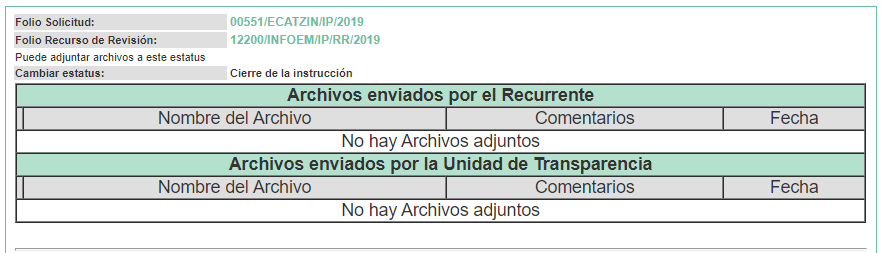 Folio Solicitud: 00551/ECATZIN/IP/2019
Folio Recurso de Revisión: 12200/INFOEM/IP/RR/2019
Puede adjuntar archivos a este estatus
Cambiar estatus: Cierre de la instrucción
Archivos enviados por el Recurrente
Nombre del Archivo Comentarios Fecha
No hay Archivos adjuntos
Archivos enviados por la Unidad de Transparencia
Nombre del Archivo Comentarios Fecha
No hay Archivos adjuntos